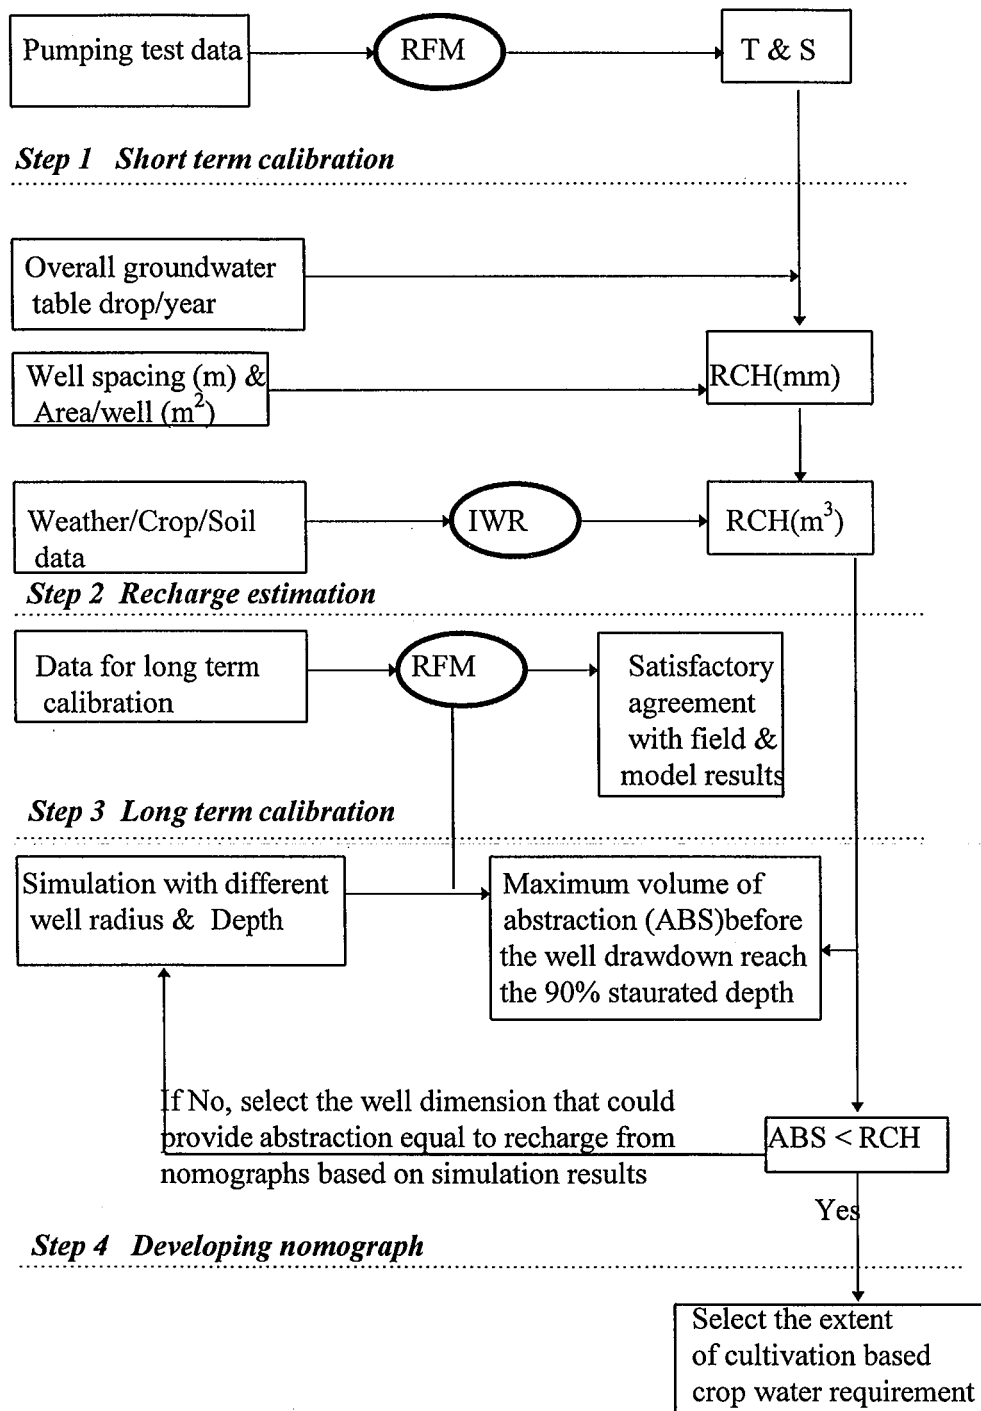 Pumping test data
RFM
T & S
Step 1 Short term calibration
Overall groundwater
table drop/year
Well spacing (m) &
Area/well (m²)
RCH(mm)
Weather/Crop/Soil
data
IWR
RCH(m³)
Step 2 Recharge estimation
Data for long term
calibration
RFM
Satisfactory
agreement
with field &
model results
Step 3 Long term calibration
Simulation with different
well radius & Depth
Maximum volume of
abstraction (ABS)before
the well drawdown reach
the 90% staurated depth
If No, select the well dimension that could
provide abstraction equal to recharge from
nomographs based on simulation results
ABS < RCH
Yes
Step 4 Developing nomograph
Select the extent
of cultivation based
crop water requirement